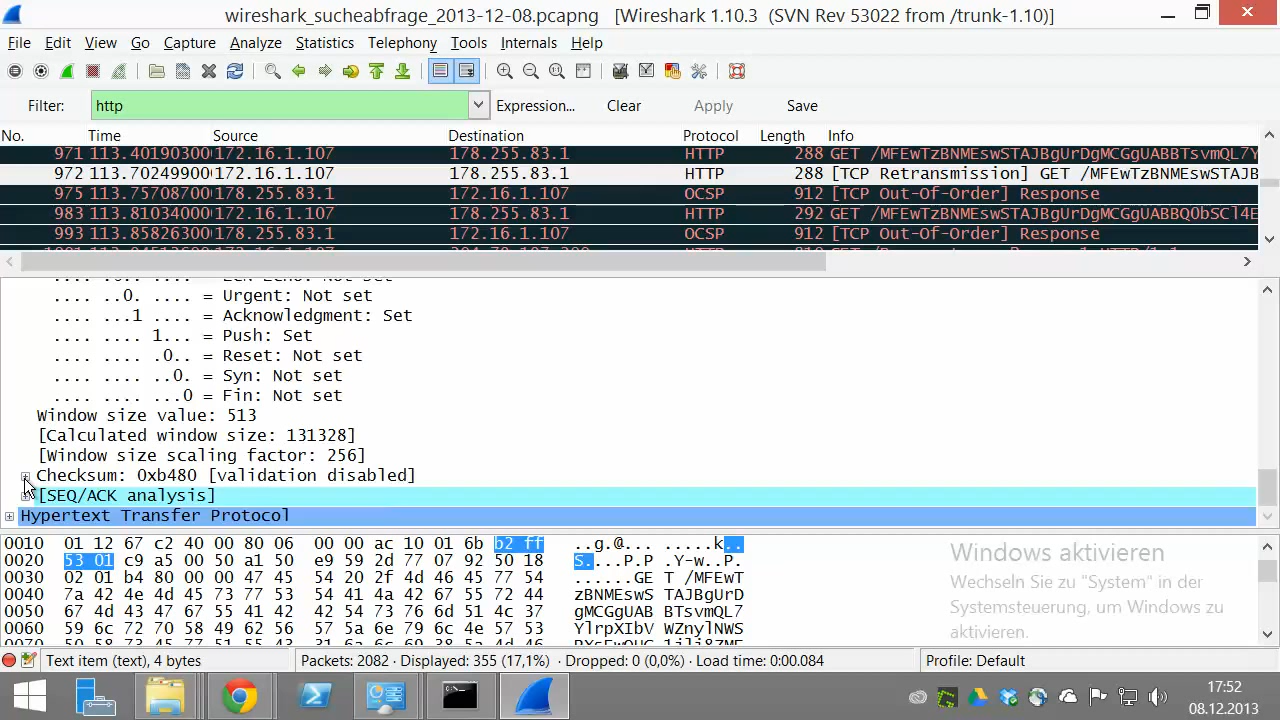 wireshark_sucheabfrage_2013-12-08.pcapng [Wireshark 1.10.3 (SVN Rev 53022 from /trunk-1.10)]
File Edit View Go Capture Analyze Statistics Telephony Tools Internals Help
Filter: http Expression... Clear Apply Save
No. Time Source Destination Protocol Length Info
971 113.401903000 172.16.1.107 178.255.83.1 HTTP 288 GET /MFEwTzBNMEswSTAJBgUrDgMCGgUABBTsvmQL7Y
972 113.702499000 172.16.1.107 178.255.83.1 HTTP 288 [TCP Retransmission] GET /MFEwTzBNMEswSTAJB
975 113.757087000 178.255.83.1 172.16.1.107 OCSP 912 [TCP Out-Of-Order] Response
983 113.810340000 172.16.1.107 178.255.83.1 HTTP 292 GET /MFEwTzBNMEswSTAJBgUrDgMCGgUABBQObSCl4E
993 113.858263000 178.255.83.1 172.16.1.107 OCSP 912 [TCP Out-Of-Order] Response
.... ..0. .... = Urgent: Not set
.... ...1 .... = Acknowledgment: Set
.... .... 1... = Push: Set
.... .... .0.. = Reset: Not set
.... .... ..0. = Syn: Not set
.... .... ...0 = Fin: Not set
Window size value: 513
[Calculated window size: 131328]
[Window size scaling factor: 256]
Checksum: 0xb480 [validation disabled]
[SEQ/ACK analysis]
Hypertext Transfer Protocol
0010 01 12 67 c2 40 00 80 06 00 00 ac 10 01 6b b2 ff ..g.@... .....k..
0020 53 01 c9 a5 00 50 a1 50 e9 59 2d 77 07 92 50 18 S....P.P .Y-w..P.
0030 02 01 b4 80 00 00 47 45 54 20 2f 4d 46 45 77 54 ......GE T /MFEwT
0040 7a 42 4e 4d 45 73 77 53 54 41 4a 42 67 55 72 44 zBNMEswS TAJBgUrD
0050 67 4d 43 47 67 55 41 42 42 54 73 76 6d 51 4c 37 gMCGgUAB BTsvmQL7
0060 59 6c 72 70 58 49 62 56 57 5a 6e 79 6c 4e 57 53 YlrpXIbV WZnylNWS
Windows aktivieren
Wechseln Sie zu "System" in der
Systemsteuerung, um Windows zu
aktivieren.
Text item (text), 4 bytes Packets: 2082 · Displayed: 355 (17,1%) · Dropped: 0 (0,0%) · Load time: 0:00.084 Profile: Default
17:52
08.12.2013